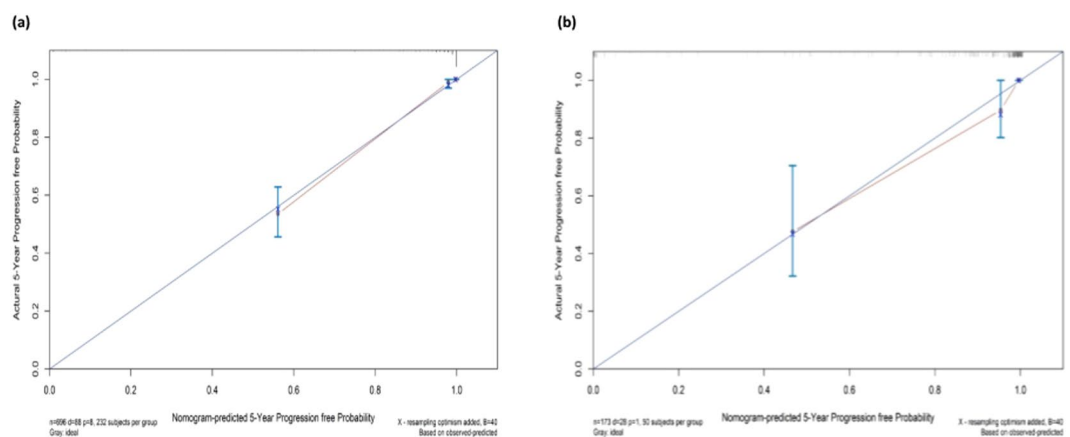 (a)
Actural 5-Year Progression free Probability
1.0
0.8
0.6
0.4
0.2
0.0
0.0 0.2 0.4 0.6 0.8 1.0
Nomogram-predicted 5-Year Progression free Probability
n=696 d=88 p=8, 232 subjects per group
Gray: ideal
X - resampling optimism added, B=40
Based on observed-predicted
(b)
Actural 5-Year Progression free Probability
1.0
0.8
0.6
0.4
0.2
0.0
0.0 0.2 0.4 0.6 0.8 1.0
Nomogram-predicted 5-Year Progression free Probability
n=173 d=28 p=1, 50 subjects per group
Gray: ideal
X - resampling optimism added, B=40
Based on observed-predicted